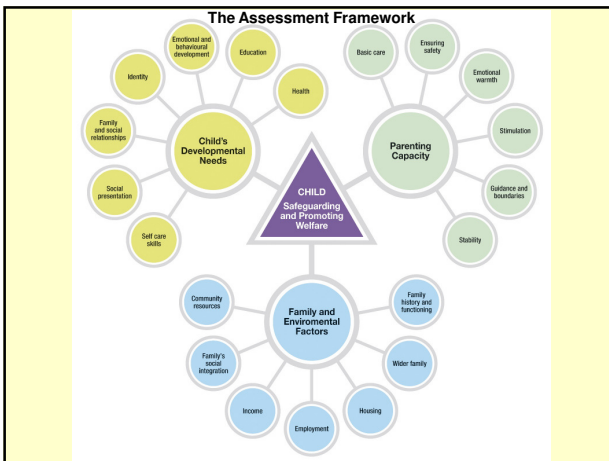 The Assessment Framework
Emotional and
behavioural
development
Education
Identity
Health
Family
and social
relationships
Child's
Developmental
Needs
Social
presentation
Self care
skills
Basic care
Ensuring
safety
Emotional
warmth
Parenting
Capacity
Stimulation
Guidance and
boundaries
Stability
CHILD
Safeguarding
and Promoting
Welfare
Community
resources
Family and
Enviromental
Factors
Family
history and
functioning
Family's
social
integration
Wider family
Income
Employment
Housing